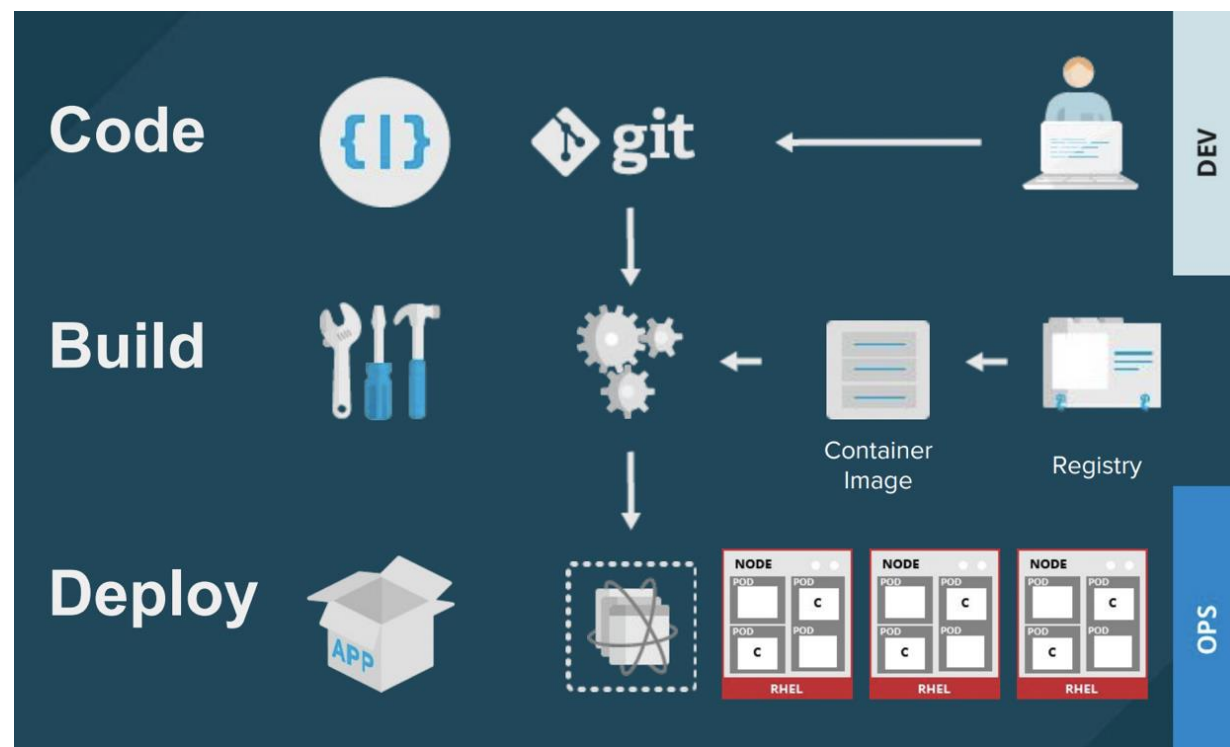 Code
{|}
git
DEV
Build
Container
Image
Registry
Deploy
APP
NODE
POD
POD
C
POD
C
POD
RHEL
NODE
POD
POD
C
POD
C
POD
RHEL
NODE
POD
POD
C
POD
C
POD
RHEL
OPS